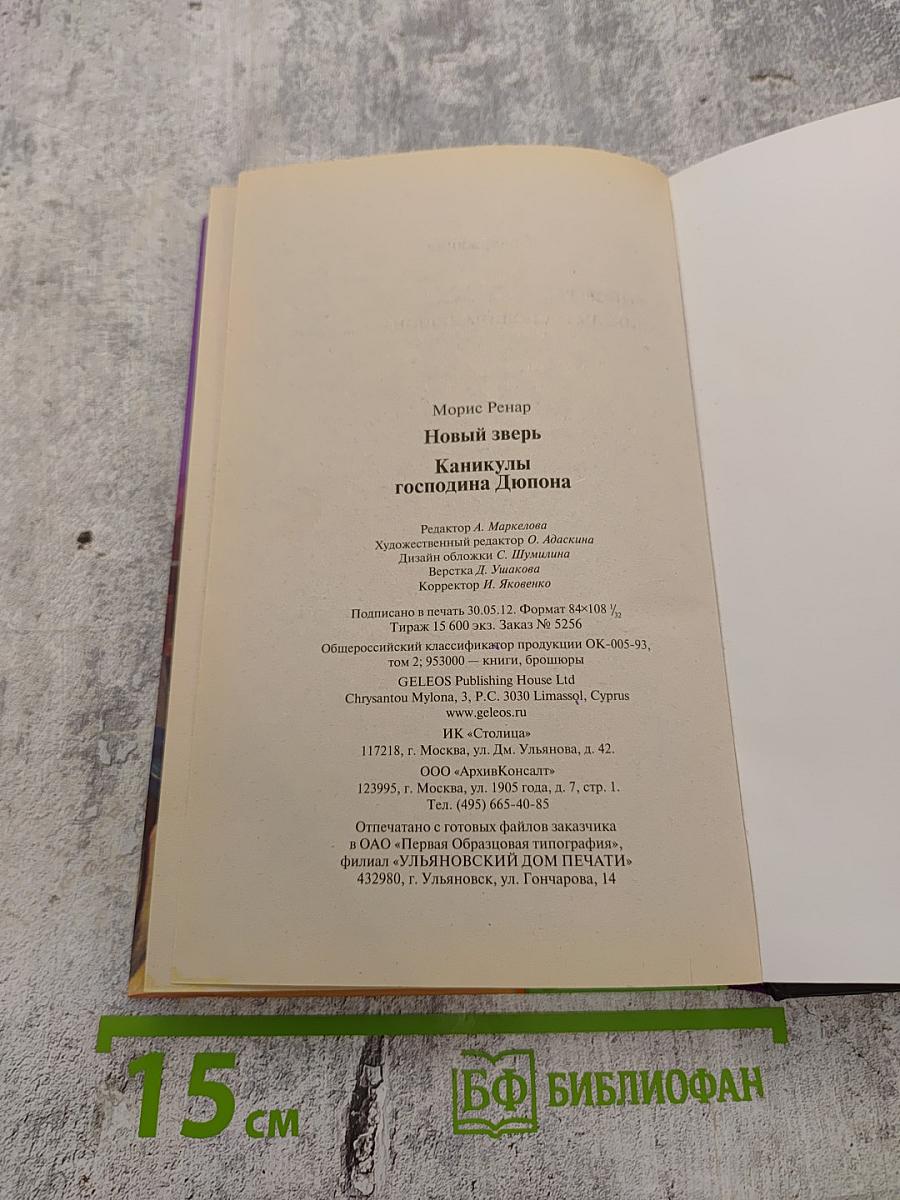 Морис Ренар
Новый зверь
Каникулы
господина Дюпона
Редактор А. Маркелова
Художественный редактор О. Адаскина
Дизайн обложки С. Шумилина
Верстка Д. Ушакова
Корректор И. Яковенко
Подписано в печать 30.05.12. Формат 84×108 1/32
Тираж 15 600 экз. Заказ № 5256
Общероссийский классификатор продукции ОК-005-93,
том 2; 953000 — книги, брошюры
GELEOS Publishing House Ltd
Chrysantou Mylona, 3, P.C. 3030 Limassol, Cyprus
www.geleos.ru
ИК «Столица»
117218, г. Москва, ул. Дм. Ульянова, д. 42.
ООО «АрхивКонсалт»
123995, г. Москва, ул. 1905 года, д. 7, стр. 1.
Тел. (495) 665-40-85
Отпечатано с готовых файлов заказчика
в ОАО «Первая Образцовая типография»,
филиал «УЛЬЯНОВСКИЙ ДОМ ПЕЧАТИ»
432980, г. Ульяновск, ул. Гончарова, 14
15 см
БФ БИБЛИОФАН